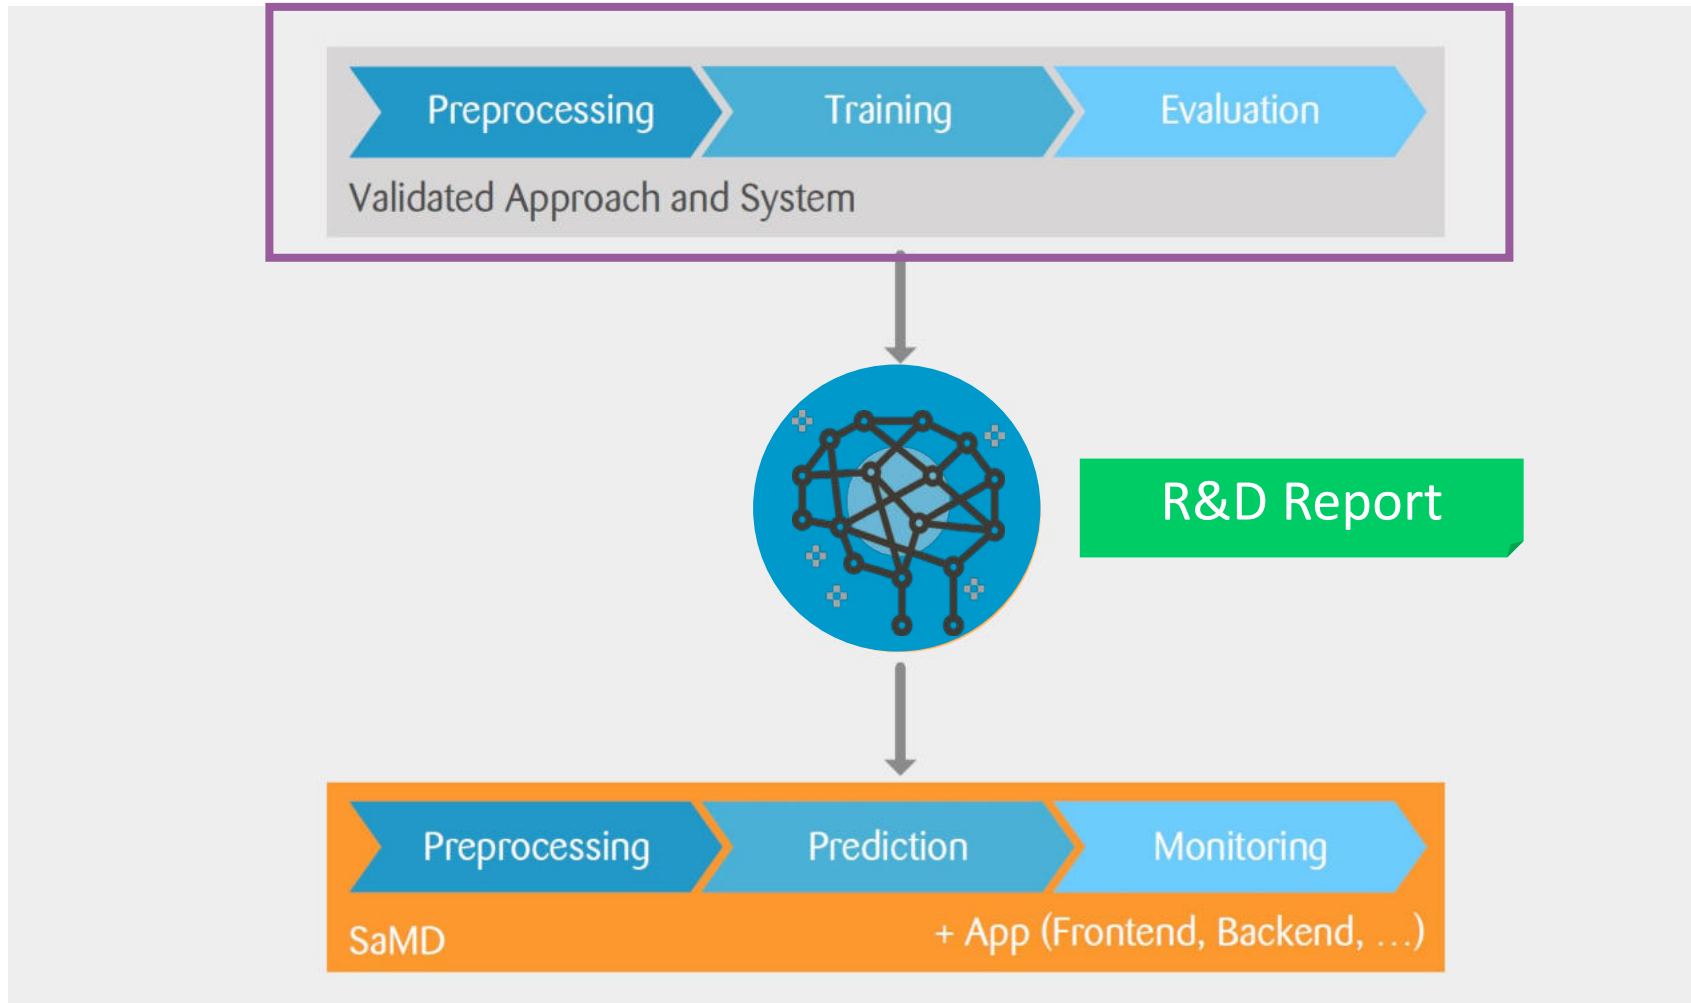 Preprocessing Training Evaluation
Validated Approach and System
R&D Report
Preprocessing Prediction Monitoring
SaMD + App (Frontend, Backend, ...)